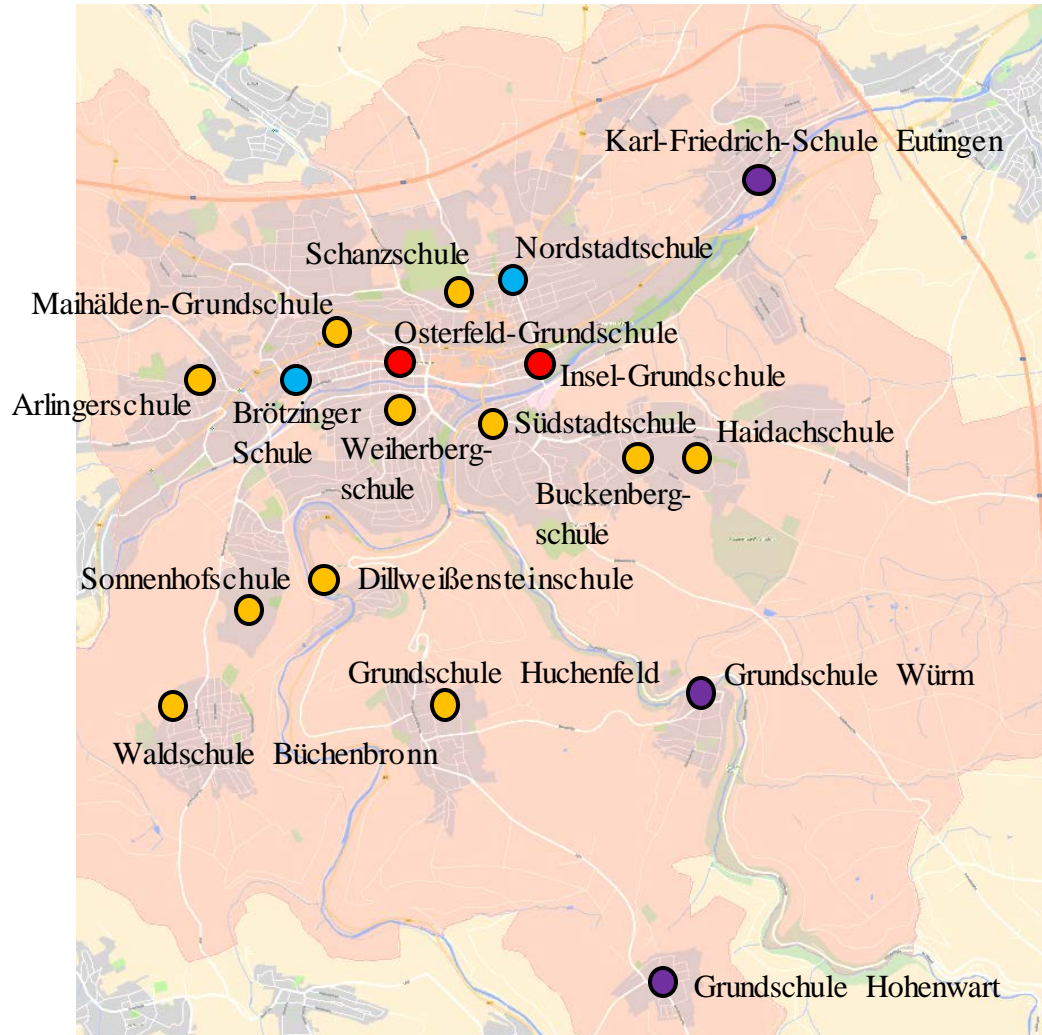 Karl-Friedrich-Schule Eutingen
Schanzschule
Nordstadtschule
Maihälden-Grundschule
Osterfeld-Grundschule
Insel-Grundschule
Arlingerschule
Brötzinger
Schule
Weiherberg-
schule
Südstadtschule
Haidachschule
Buckenberg-
schule
Sonnenhofschule
Dillweißensteinschule
Grundschule Huchenfeld
Grundschule Würm
Waldschule Büchenbronn
Grundschule Hohenwart